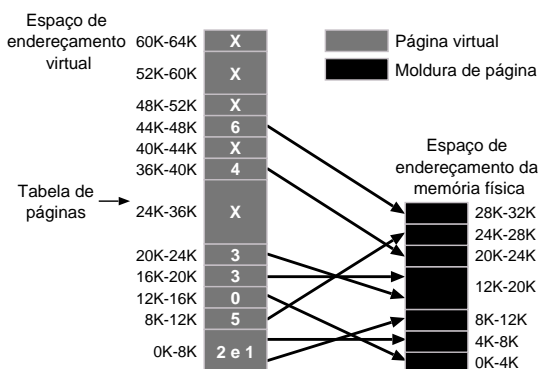 Espaço de
endereçamento
virtual
60K-64K X
52K-60K X
48K-52K X
44K-48K 6
40K-44K X
36K-40K 4
Tabela de
páginas
24K-36K X
20K-24K 3
16K-20K 3
12K-16K 0
8K-12K 5
0K-8K 2 e 1
Página virtual
Moldura de página
Espaço de
endereçamento da
memória física
28K-32K
24K-28K
20K-24K
12K-20K
8K-12K
4K-8K
0K-4K